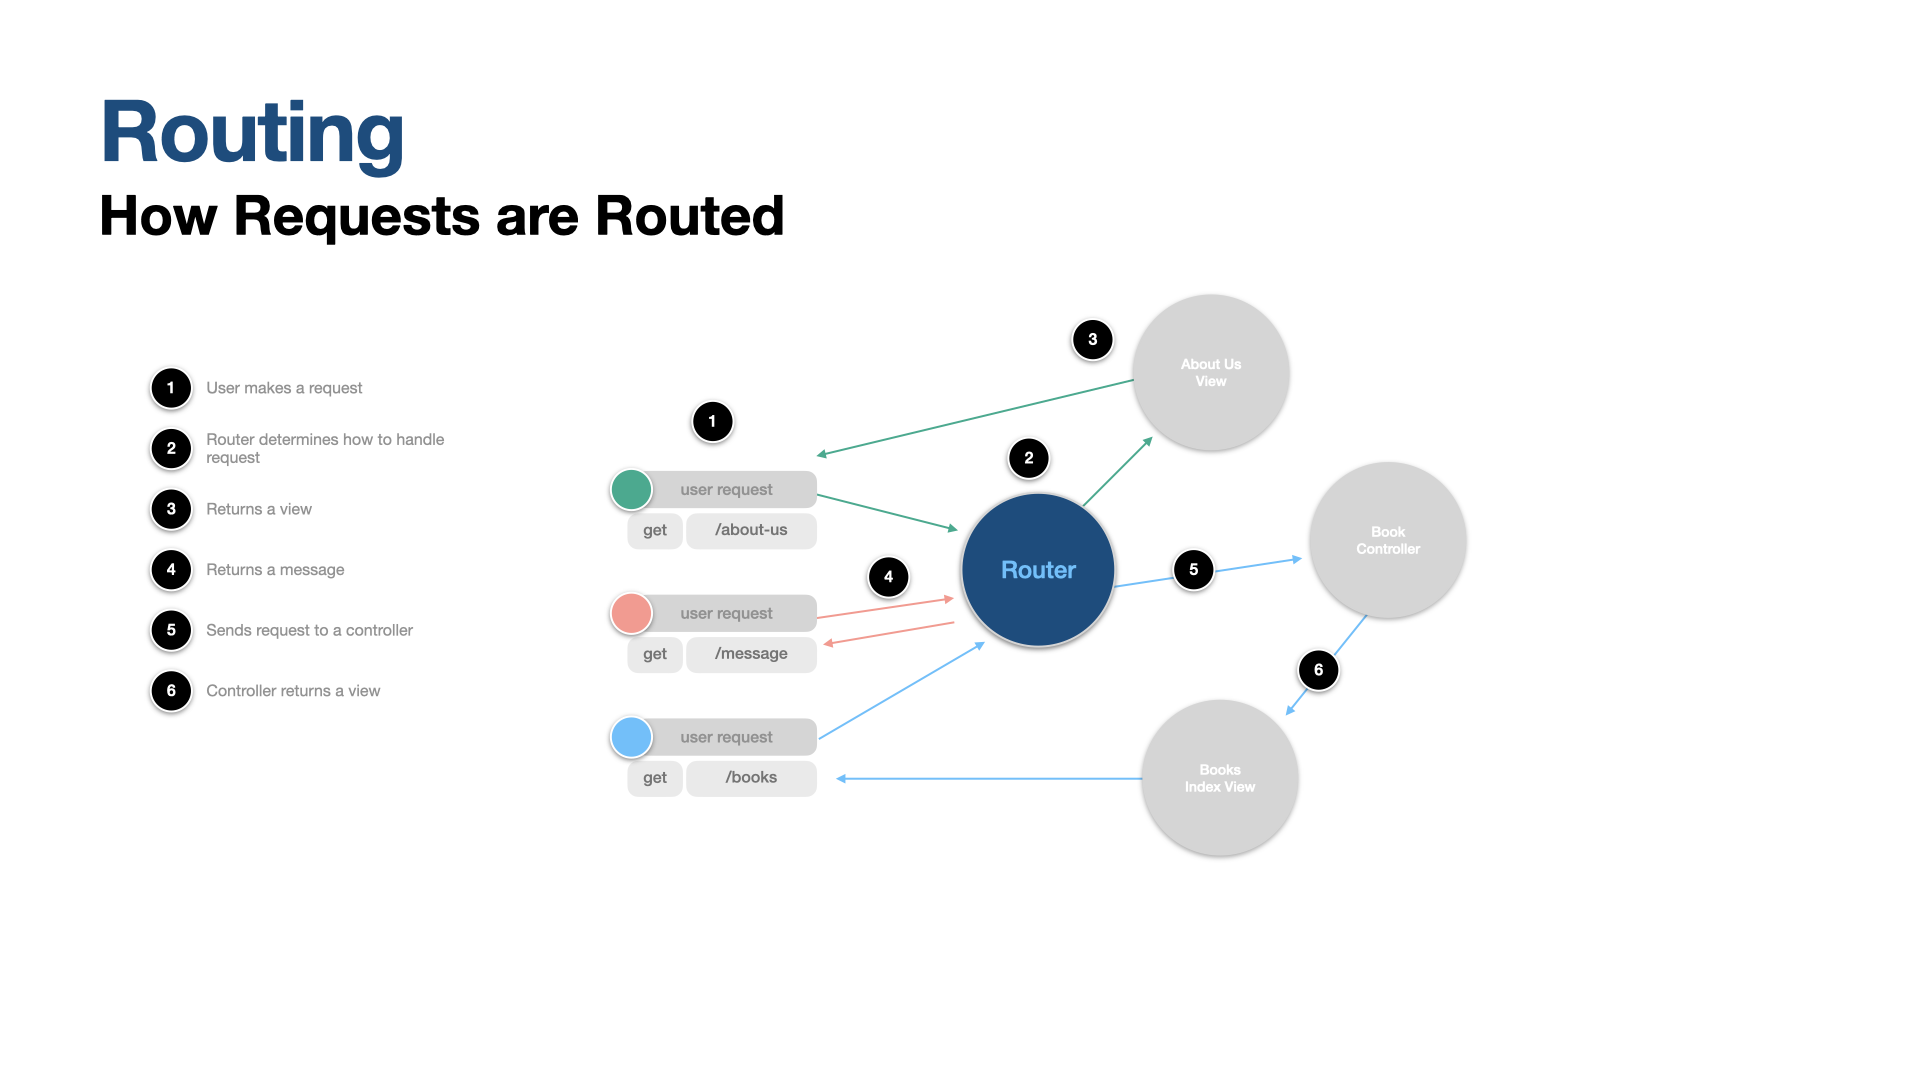 Routing
How Requests are Routed
1 User makes a request
2 Router determines how to handle
request
3 Returns a view
4 Returns a message
5 Sends request to a controller
6 Controller returns a view
1
user request
get /about-us
4
user request
get /message
user request
get /books
2
Router
3
About Us
View
5
Book
Controller
6
Books
Index View